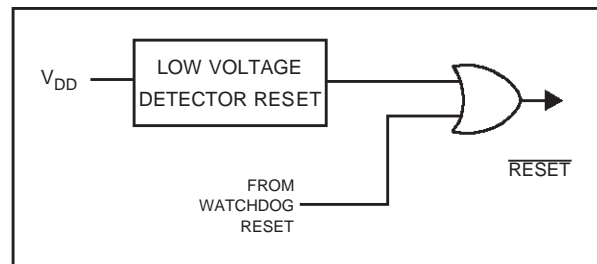 V_DD
LOW VOLTAGE
DETECTOR RESET
FROM
WATCHDOG
RESET
RESET